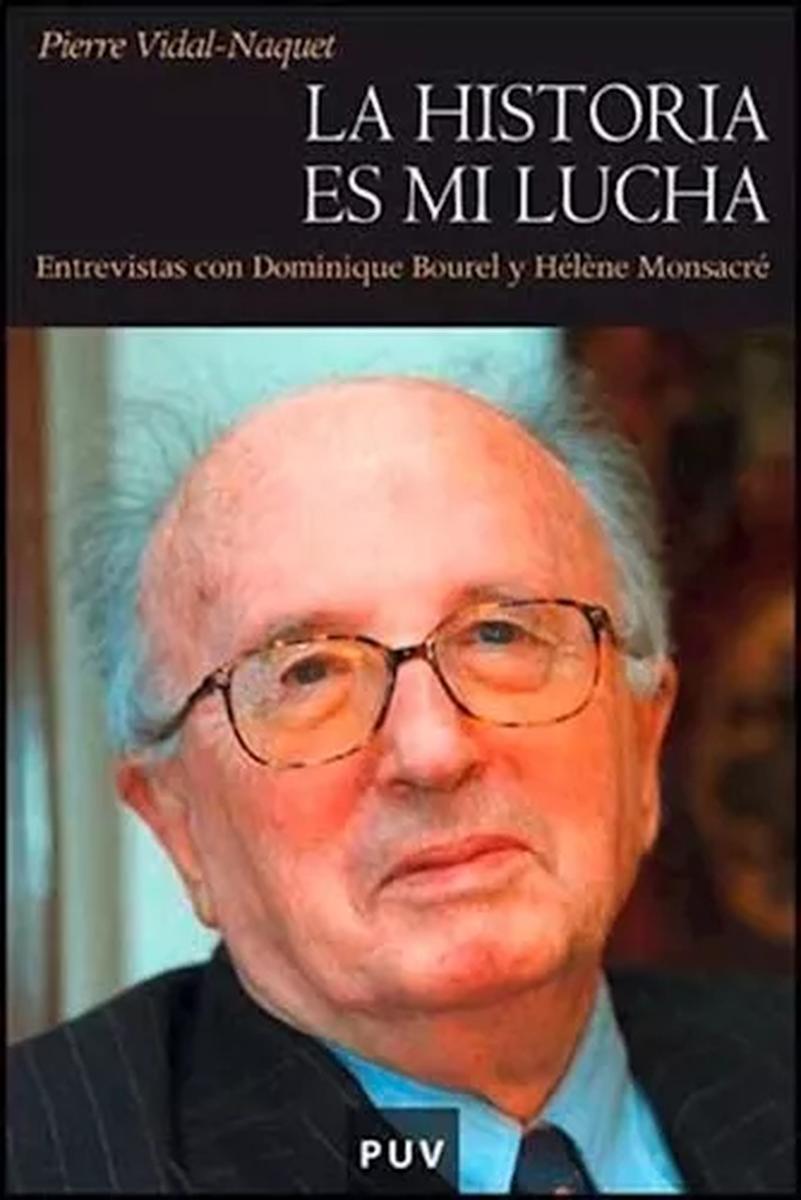 Pierre Vidal-Naquet
LA HISTORIA
ES MI LUCHA
Entrevistas con Dominique Bourel y Hélène Monsacré
PUV